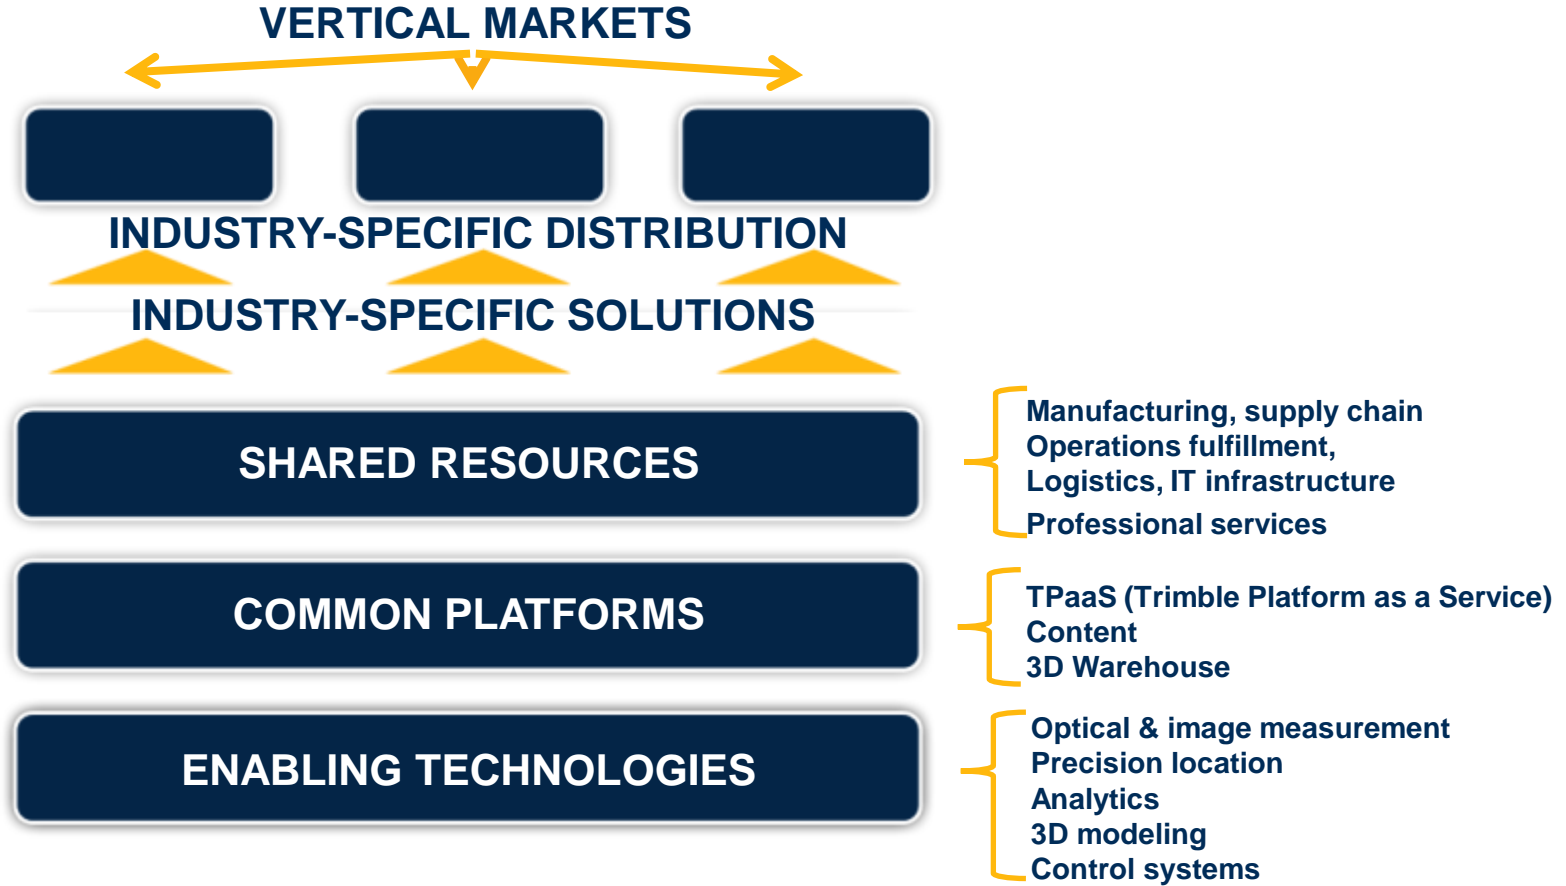 VERTICAL MARKETS
INDUSTRY-SPECIFIC DISTRIBUTION
INDUSTRY-SPECIFIC SOLUTIONS
SHARED RESOURCES
Manufacturing, supply chain
Operations fulfillment,
Logistics, IT infrastructure
Professional services
COMMON PLATFORMS
TPaaS (Trimble Platform as a Service)
Content
3D Warehouse
ENABLING TECHNOLOGIES
Optical & image measurement
Precision location
Analytics
3D modeling
Control systems